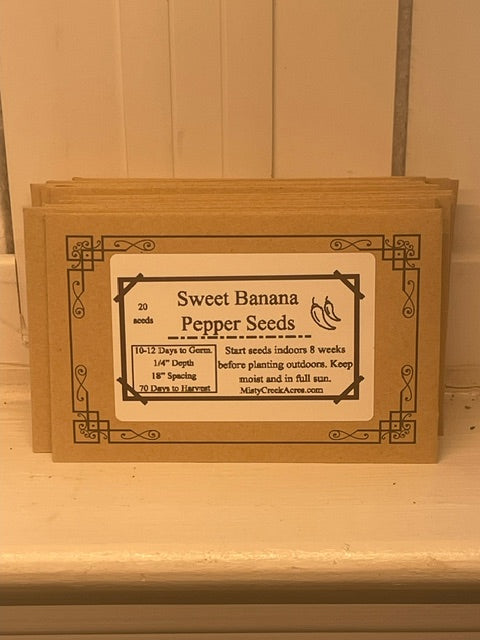 20
seeds
Sweet Banana
Pepper Seeds
10-12 Days to Germ.
1/4" Depth
18" Spacing
70 Days to Harvest
Start seeds indoors 8 weeks
before planting outdoors. Keep
moist and in full sun.
MistyCreekAcres.com